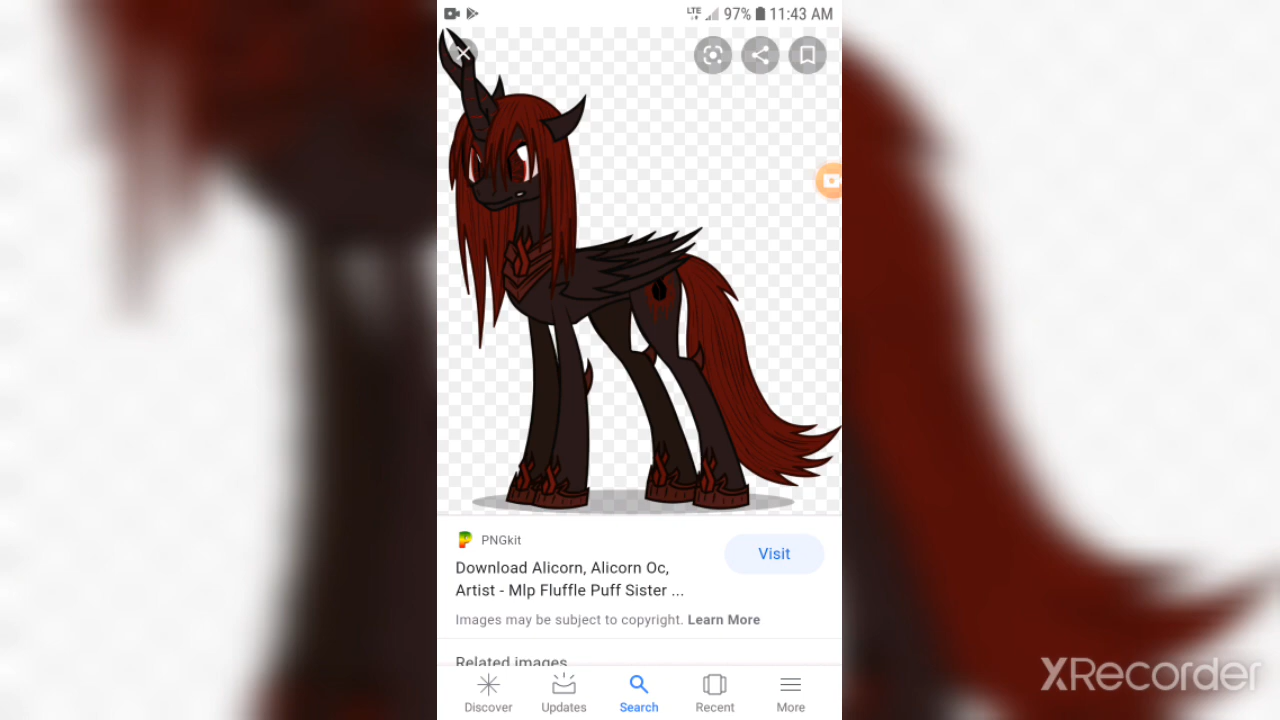 LTE 97% 11:43 AM
PNGkit
Download Alicorn, Alicorn Oc,
Artist - Mlp Fluffle Puff Sister ...
Visit
Images may be subject to copyright. Learn More
Related images
Discover Updates Search Recent More
XRecorder